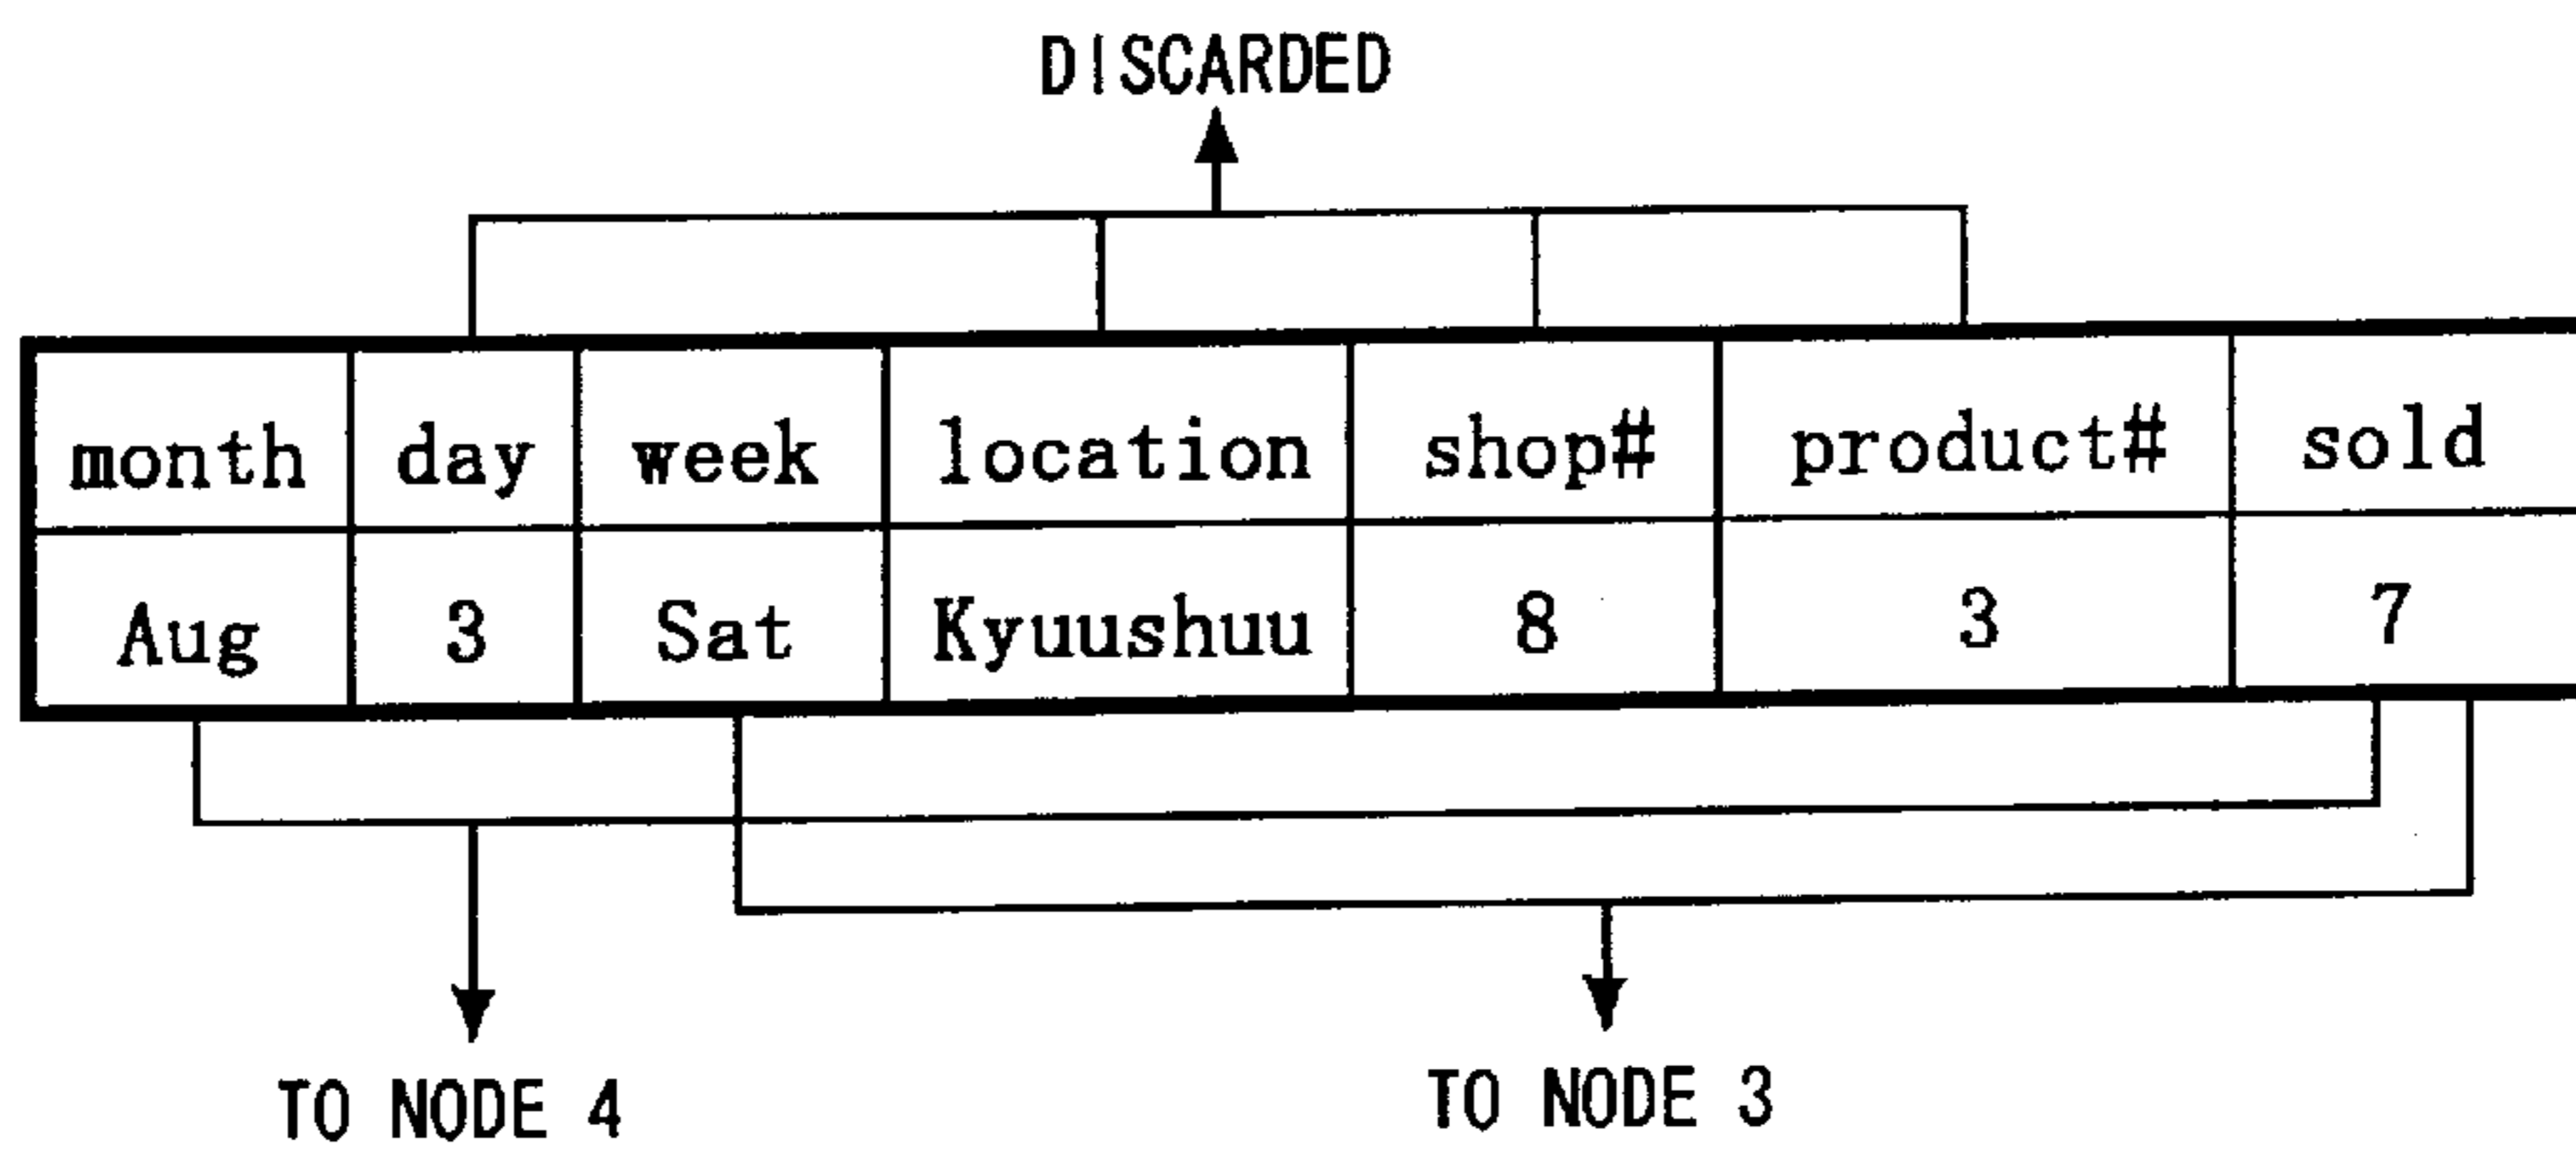 DISCARDED
month day week location shop# product# sold
Aug 3 Sat Kyuushuu 8 3 7
TO NODE 4 TO NODE 3